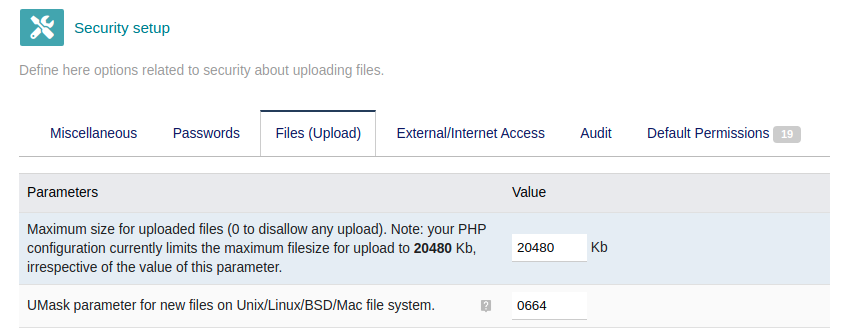 Security setup
Define here options related to security about uploading files.
Miscellaneous Passwords Files (Upload) External/Internet Access Audit Default Permissions 19
Parameters Value
Maximum size for uploaded files (0 to disallow any upload). Note: your PHP
configuration currently limits the maximum filesize for upload to 20480 Kb, 20480 Kb
irrespective of the value of this parameter.
UMask parameter for new files on Unix/Linux/BSD/Mac file system. ? 0664